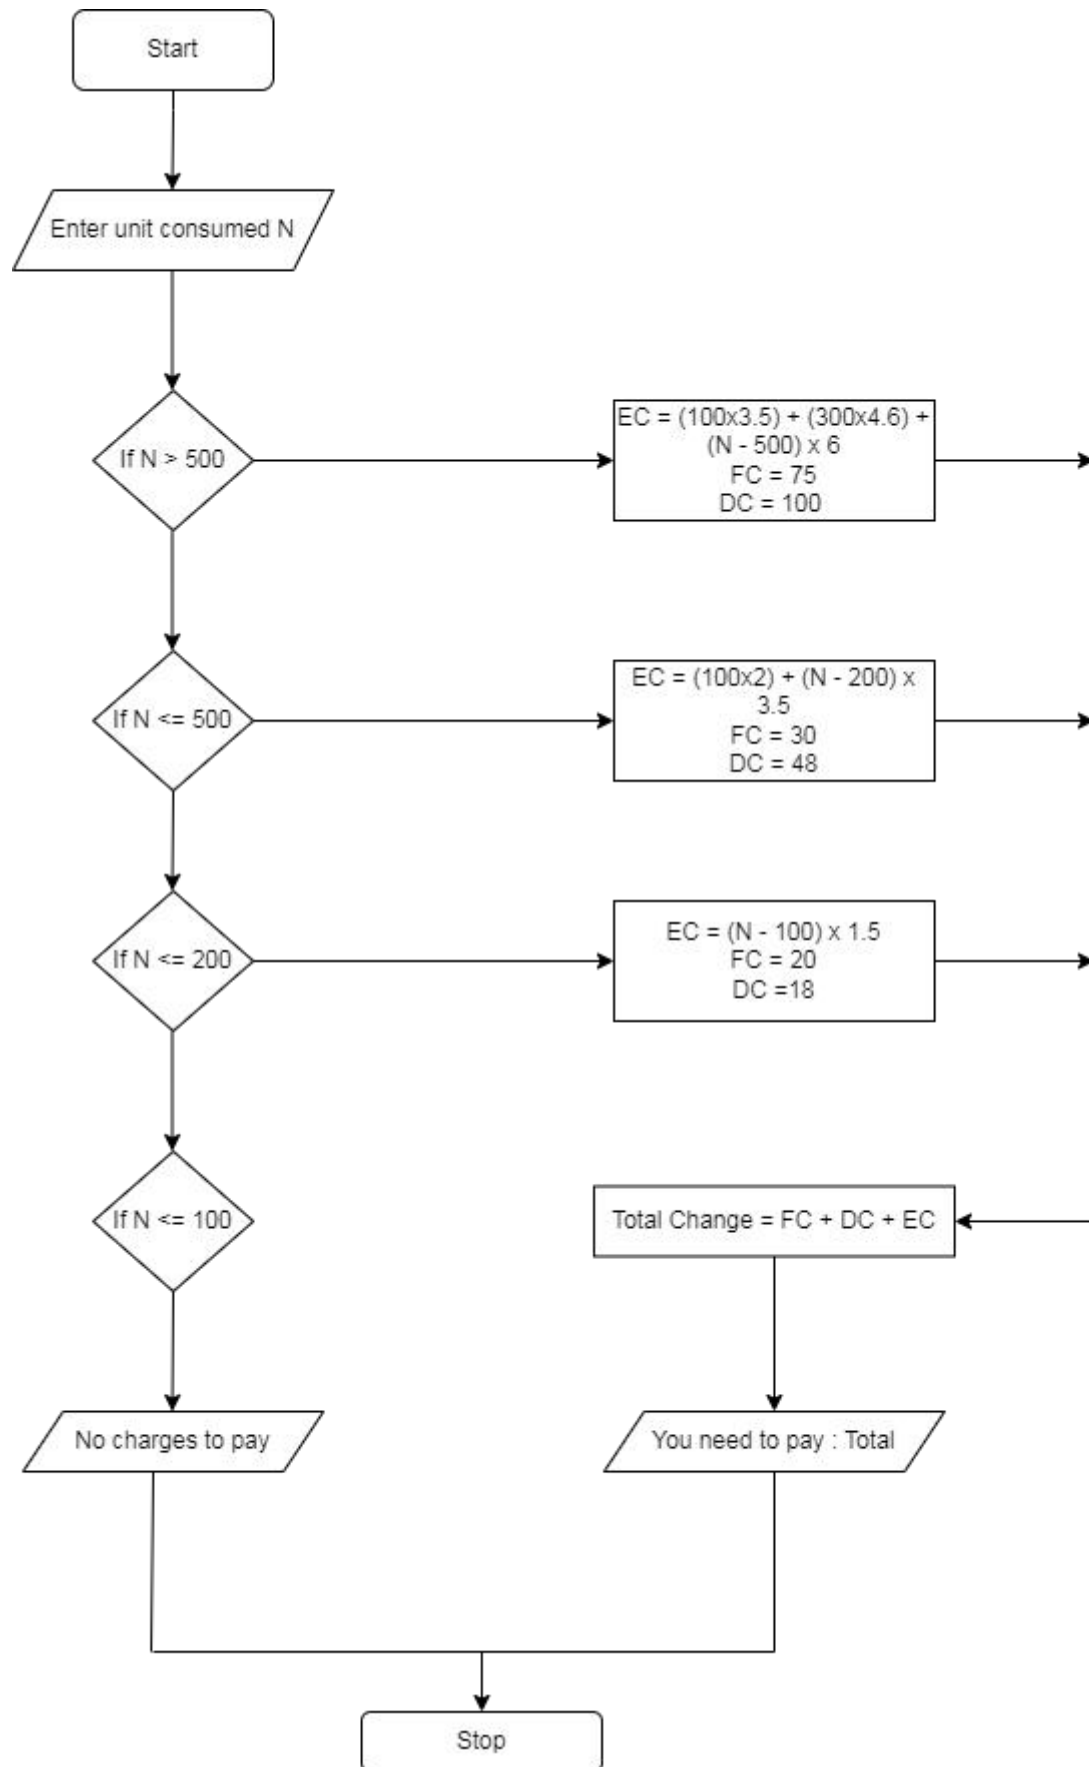 Start
Enter unit consumed N
If N > 500
EC = (100x3.5) + (300x4.6) +
(N - 500) x 6
FC = 75
DC = 100
If N <= 500
EC = (100x2) + (N - 200) x
3.5
FC = 30
DC = 48
If N <= 200
EC = (N - 100) x 1.5
FC = 20
DC =18
If N <= 100
Total Change = FC + DC + EC
No charges to pay
You need to pay : Total
Stop